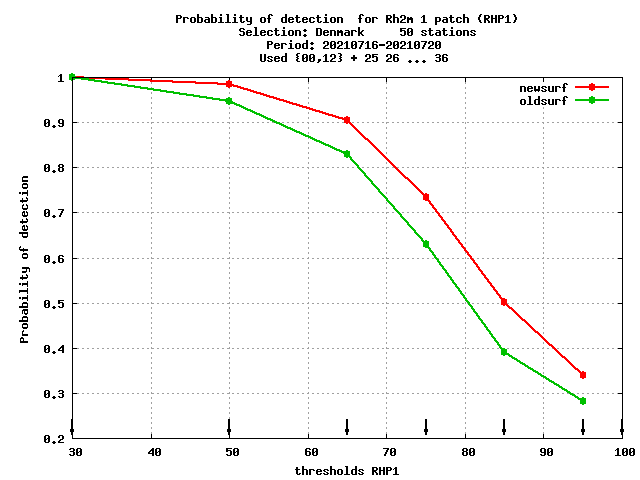 Probability of detection  for Rh2m 1 patch (RHP1)
Selection: Denmark     50 stations
Period: 20210716-20210720
Used {00,12} + 25 26 ... 36
newsurf
oldsurf
1
0.9
0.8
0.7
0.6
0.5
0.4
0.3
0.2
Probability of detection
30 40 50 60 70 80 90 100
thresholds RHP1